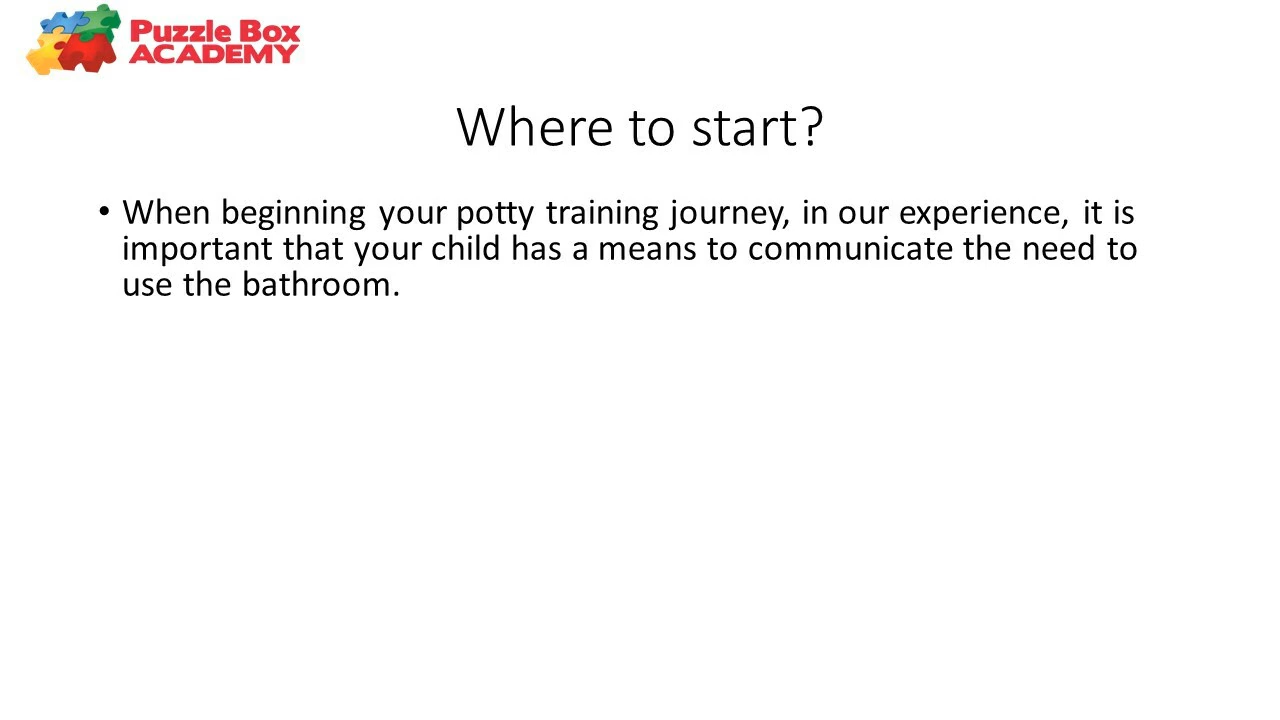 Puzzle Box
ACADEMY
Where to start?
• When beginning your potty training journey, in our experience, it is
important that your child has a means to communicate the need to
use the bathroom.